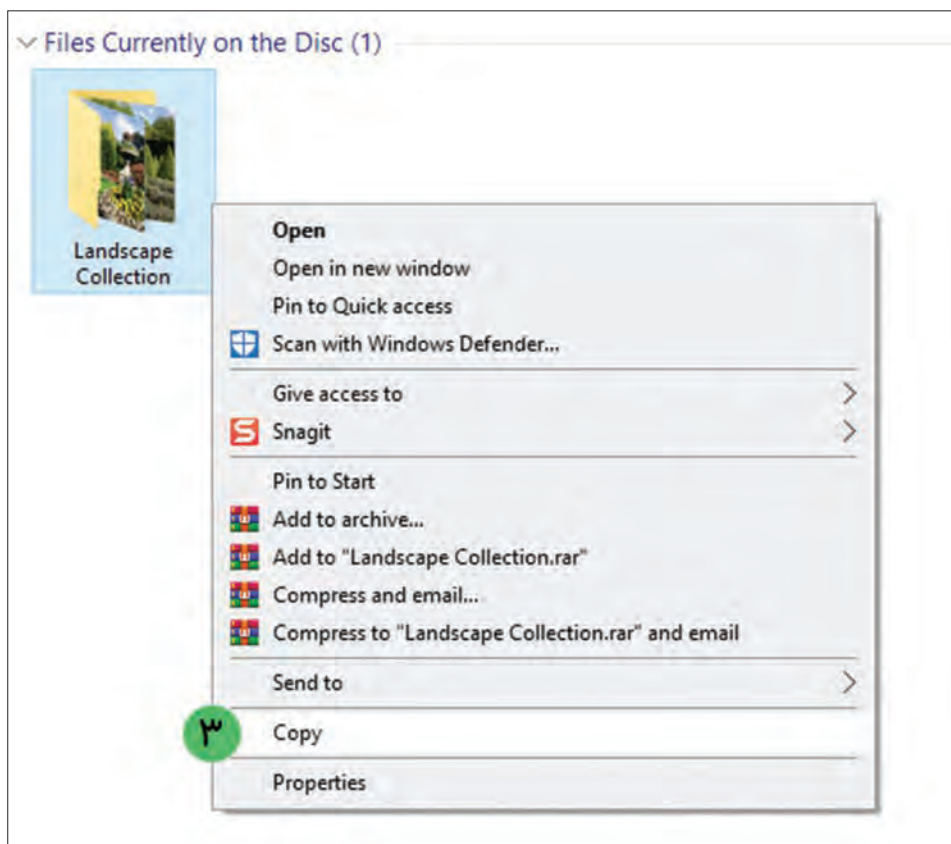 Files Currently on the Disc (1)
Landscape
Collection
Open
Open in new window
Pin to Quick access
Scan with Windows Defender...
Give access to
Snagit
Pin to Start
Add to archive...
Add to "Landscape Collection.rar"
Compress and email...
Compress to "Landscape Collection.rar" and email
Send to
۳ Copy
Properties